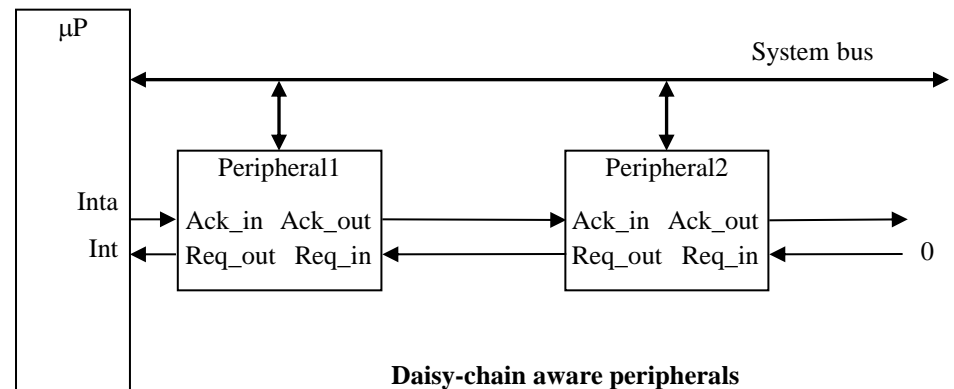 μP
System bus
Peripheral1
Peripheral2
Inta
Ack_in Ack_out
Ack_in Ack_out
Int
Req_out Req_in
Req_out Req_in
0
Daisy-chain aware peripherals